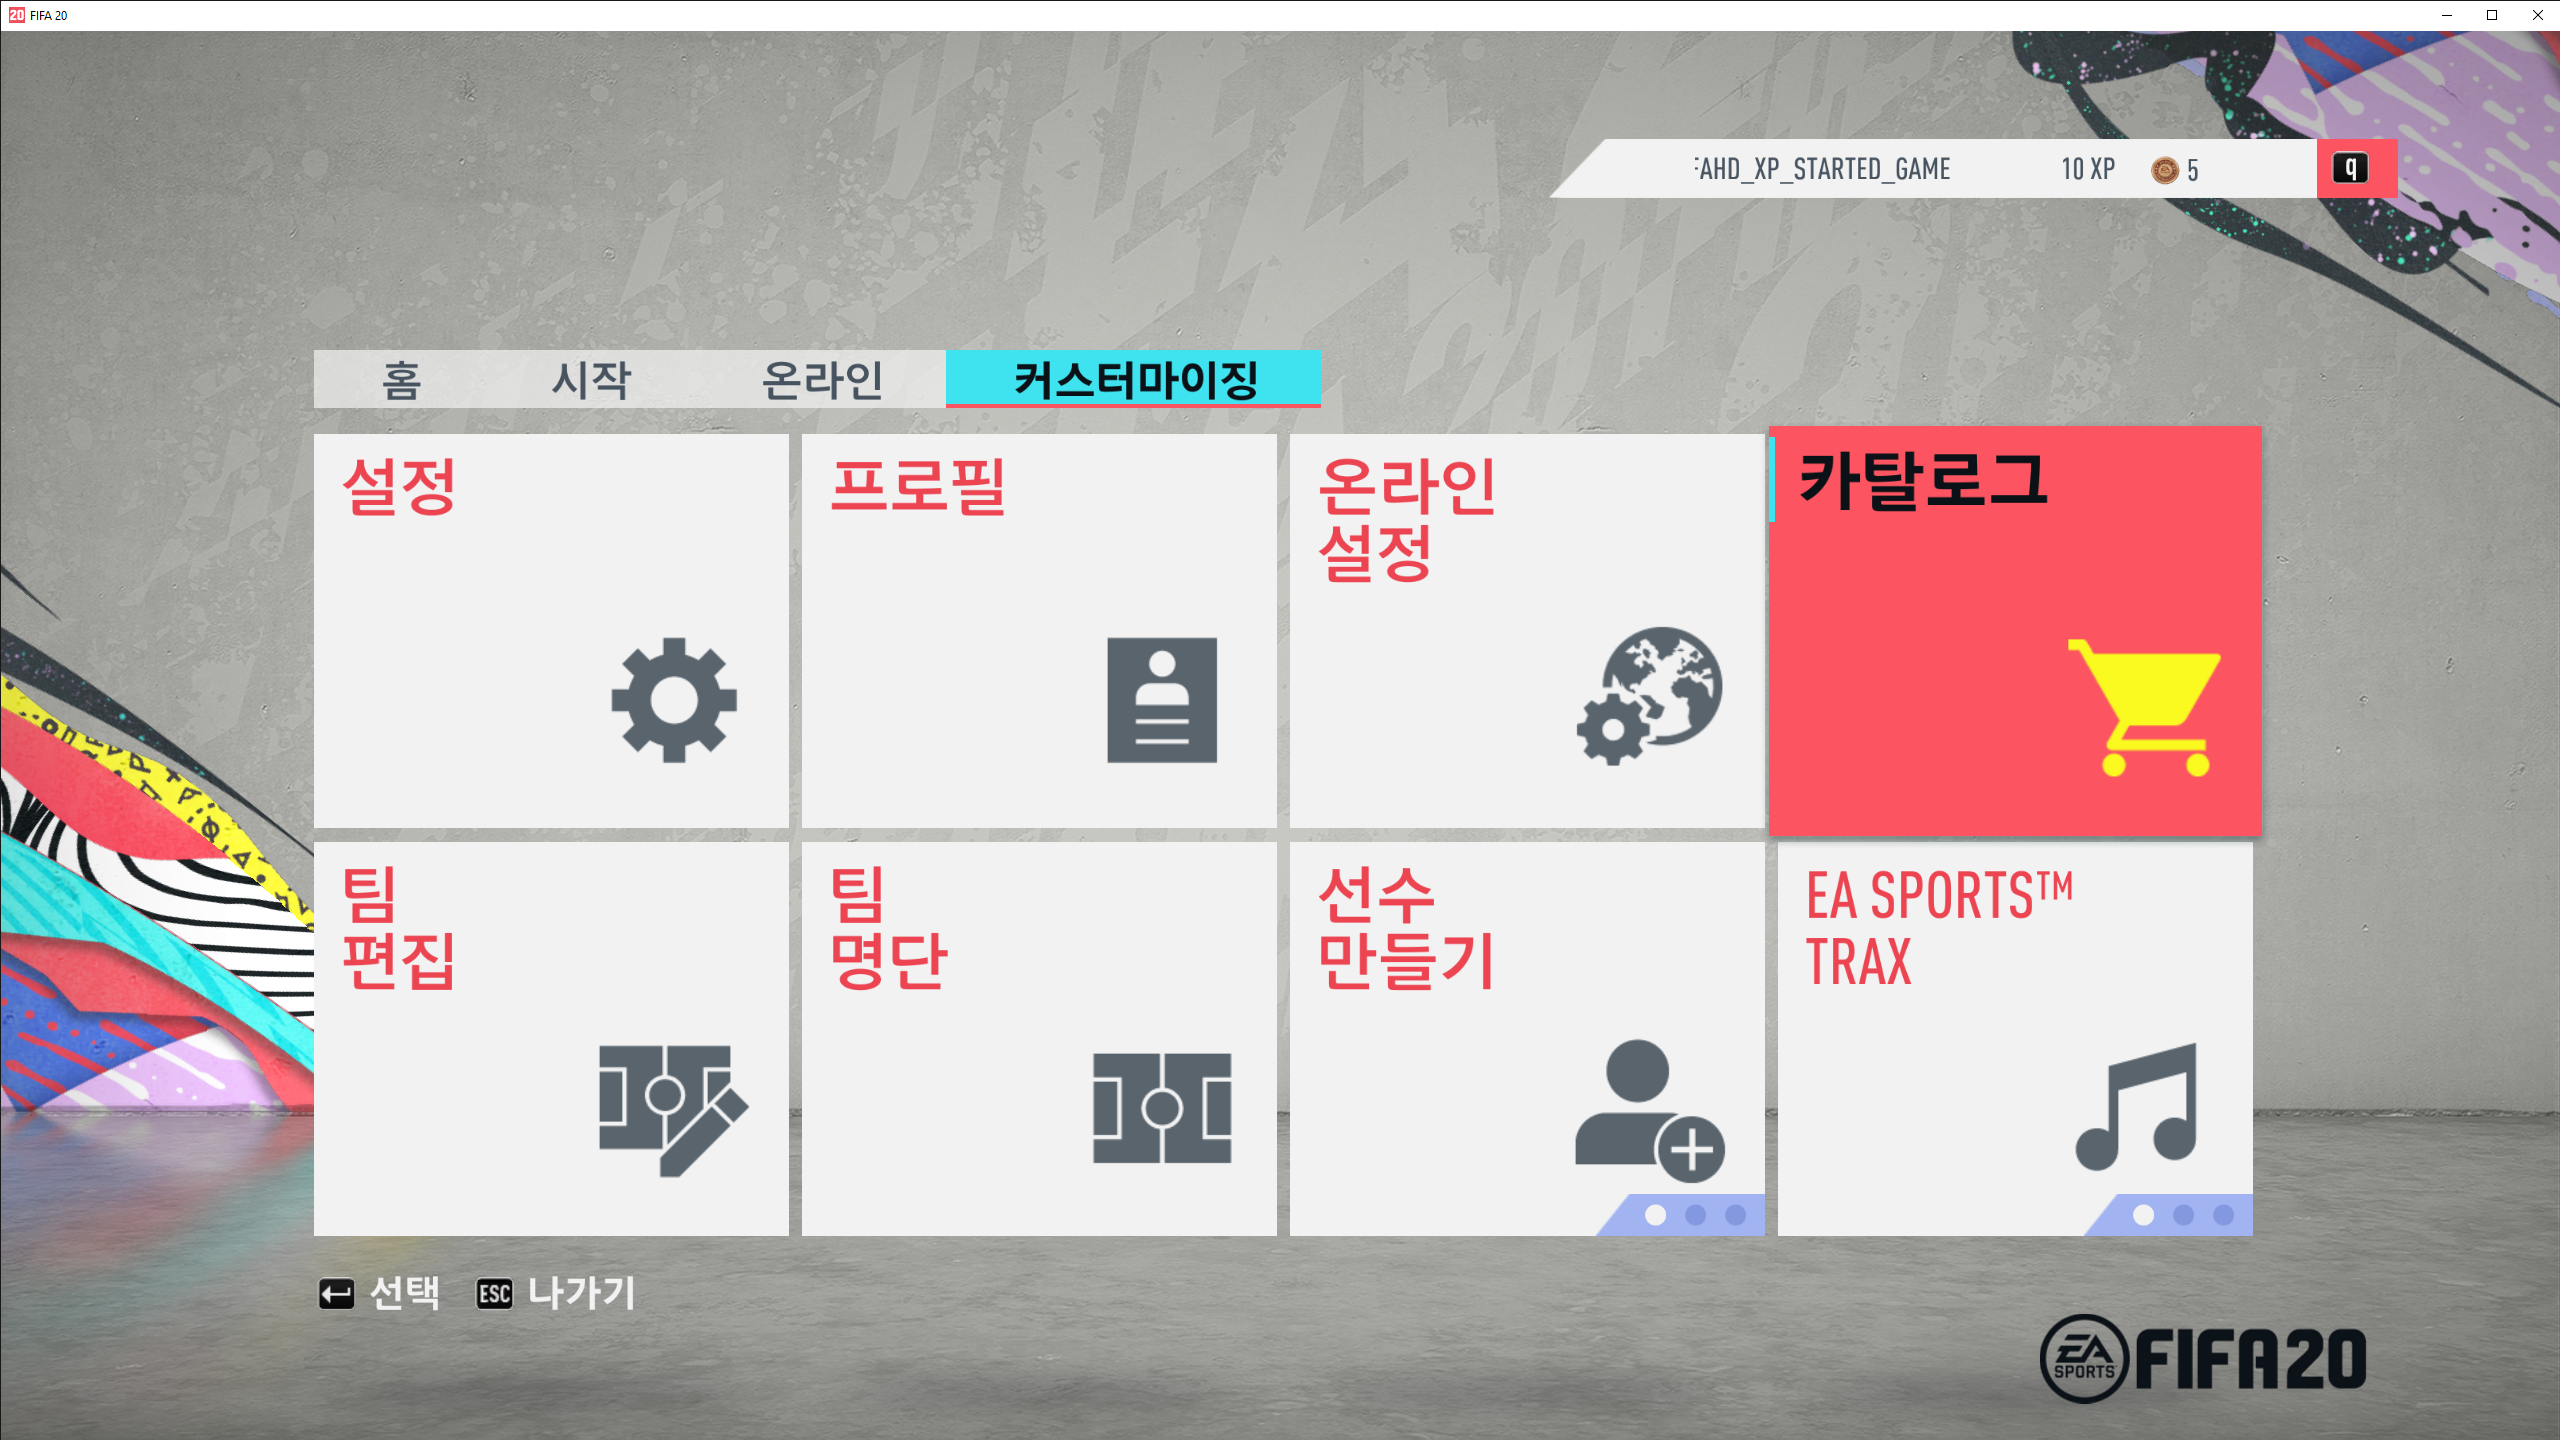 FIFA 20
FAHD_XP_STARTED_GAME 10 XP 5 q
홈 시작 온라인 커스터마이징
설정
프로필
온라인
설정
카탈로그
팀
편집
팀
명단
선수
만들기
EA SPORTS™
TRAX
선택 ESC 나가기
EA SPORTS FIFA20